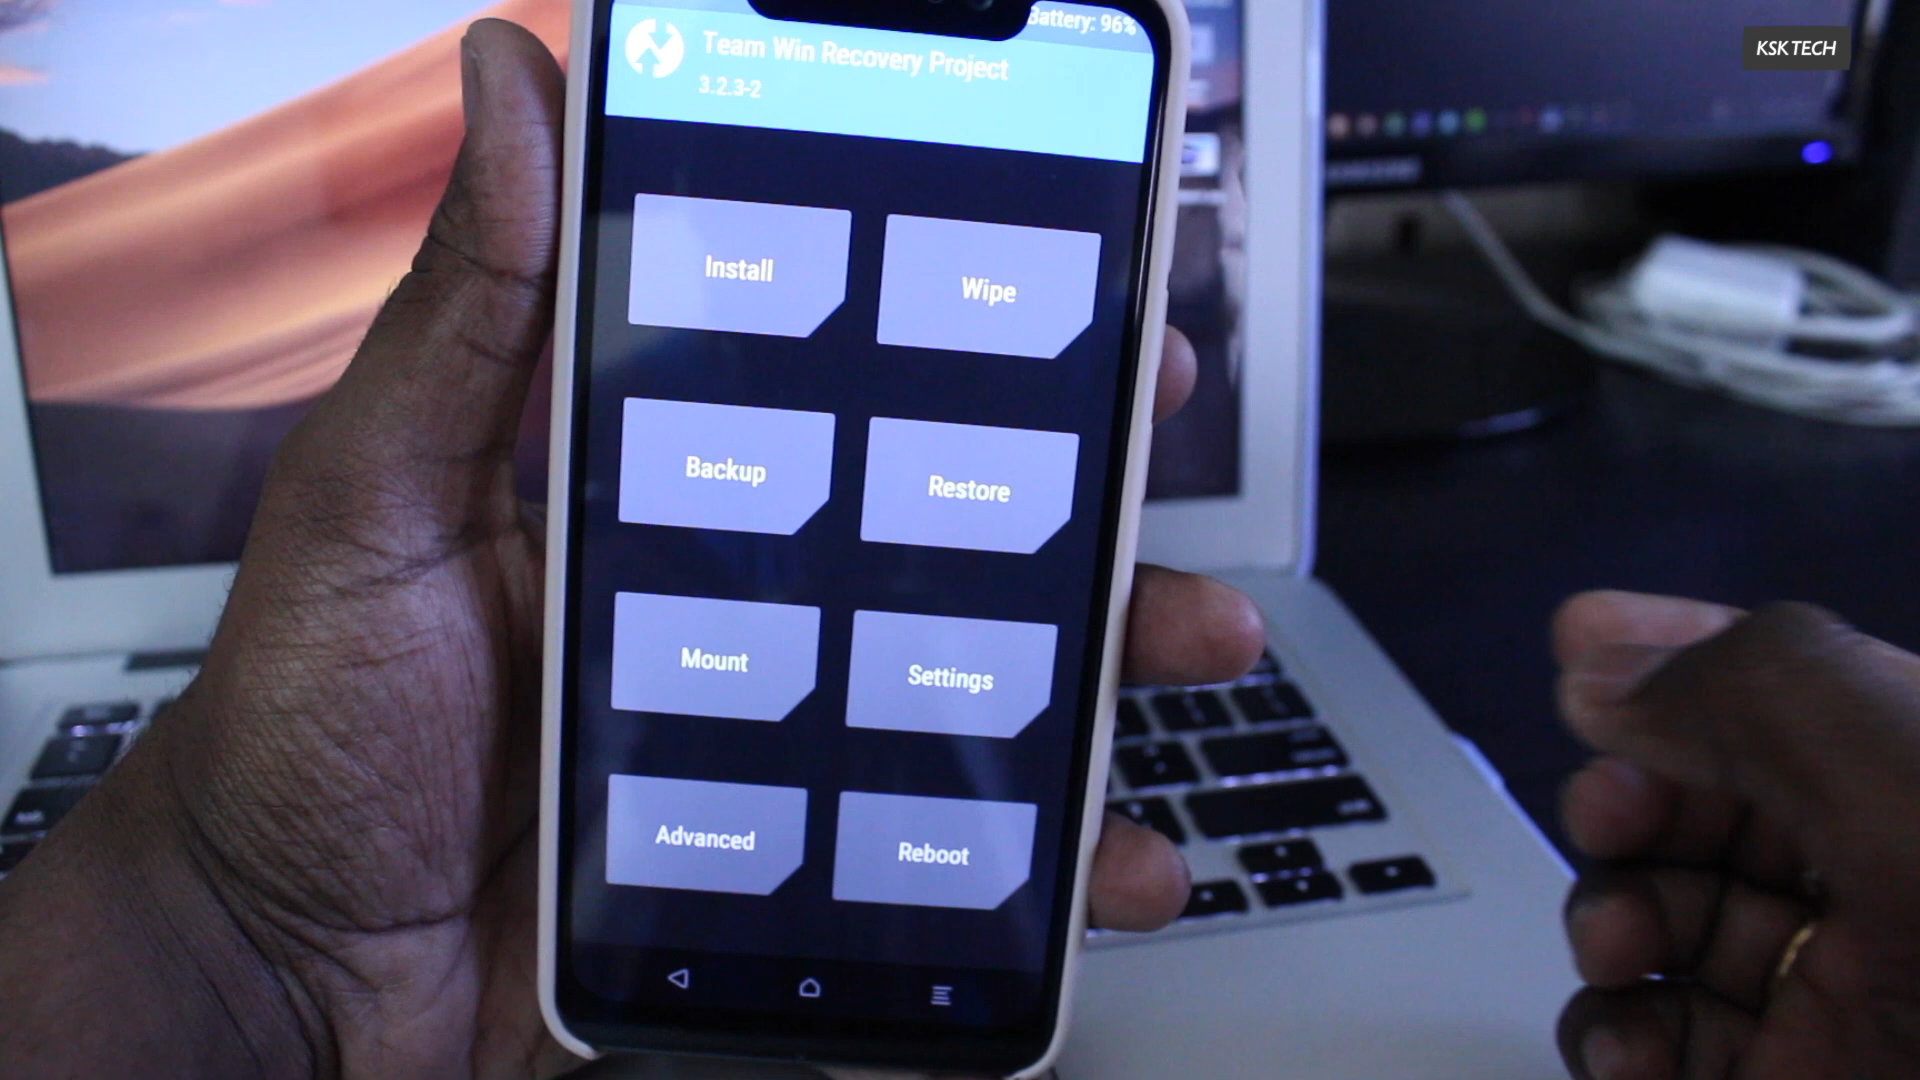 KSK TECH
Battery: 96%
Team Win Recovery Project
3.2.3-2
Install
Wipe
Backup
Restore
Mount
Settings
Advanced
Reboot